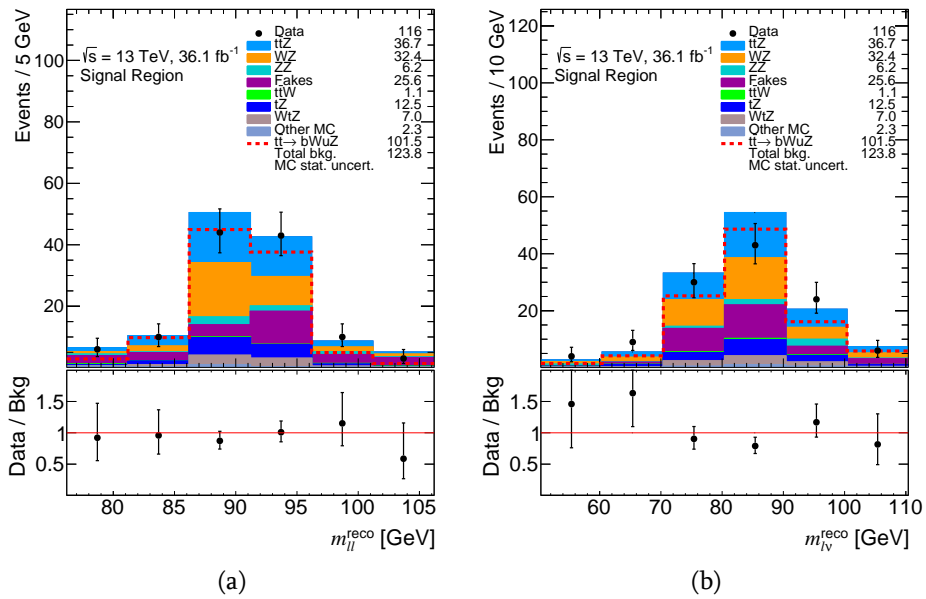 Events / 5 GeV
100
80
60
40
20
√s = 13 TeV, 36.1 fb⁻¹
Signal Region
Data 116
ttZ 36.7
WZ 32.4
ZZ 6.2
Fakes 25.6
ttW 1.1
tZ 12.5
WtZ 7.0
Other MC 2.3
tt→ bWuZ 101.5
Total bkg. 123.8
MC stat. uncert.
Data / Bkg
1.5
1
0.5
80 85 90 95 100 105
m_ll^reco [GeV]
(a)
Events / 10 GeV
120
100
80
60
40
20
√s = 13 TeV, 36.1 fb⁻¹
Signal Region
Data 116
ttZ 36.7
WZ 32.4
ZZ 6.2
Fakes 25.6
ttW 1.1
tZ 12.5
WtZ 7.0
Other MC 2.3
tt→ bWuZ 101.5
Total bkg. 123.8
MC stat. uncert.
Data / Bkg
1.5
1
0.5
60 70 80 90 100 110
m_lν^reco [GeV]
(b)